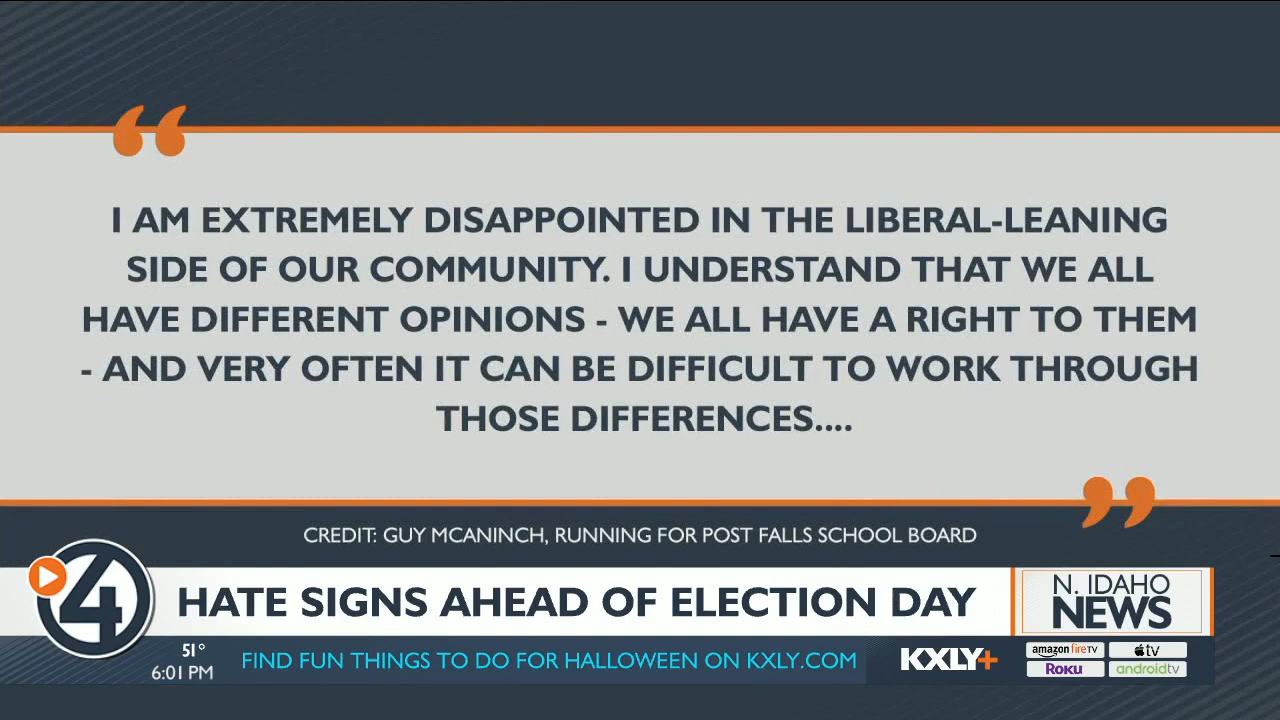 “
I AM EXTREMELY DISAPPOINTED IN THE LIBERAL-LEANING
SIDE OF OUR COMMUNITY. I UNDERSTAND THAT WE ALL
HAVE DIFFERENT OPINIONS - WE ALL HAVE A RIGHT TO THEM
- AND VERY OFTEN IT CAN BE DIFFICULT TO WORK THROUGH
THOSE DIFFERENCES....
”
CREDIT: GUY MCANINCH, RUNNING FOR POST FALLS SCHOOL BOARD
4
HATE SIGNS AHEAD OF ELECTION DAY
N. IDAHO
NEWS
51°
6:01 PM
FIND FUN THINGS TO DO FOR HALLOWEEN ON KXLY.COM
KXLY+
amazon fireTV
tv
Roku
androidtv